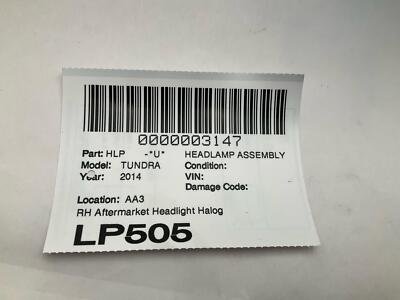 0000003147
Part: HLP -*U* HEADLAMP ASSEMBLY
Model: TUNDRA Condition:
Year: 2014 VIN:
Damage Code:
Location: AA3
RH Aftermarket Headlight Halog
LP505